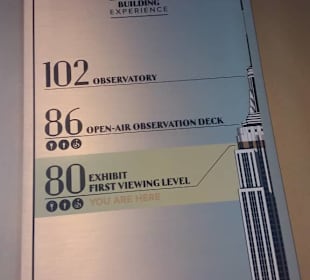 BUILDING
EXPERIENCE
102 OBSERVATORY
86 OPEN-AIR OBSERVATION DECK
80 EXHIBIT
FIRST VIEWING LEVEL
YOU ARE HERE